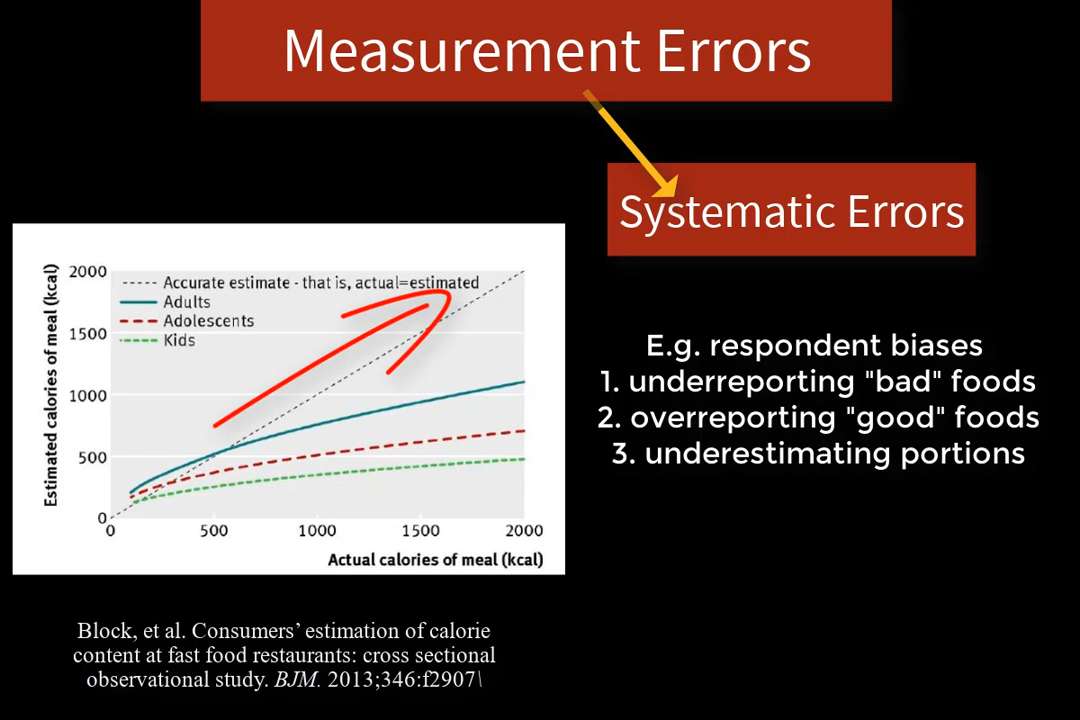 Measurement Errors
Systematic Errors
E.g. respondent biases
1. underreporting "bad" foods
2. overreporting "good" foods
3. underestimating portions
Estimated calories of meal (kcal)
2000
1500
1000
500
0
Accurate estimate - that is, actual=estimated
Adults
Adolescents
Kids
0 500 1000 1500 2000
Actual calories of meal (kcal)
Block, et al. Consumers’ estimation of calorie
content at fast food restaurants: cross sectional
observational study. BJM. 2013;346:f2907\